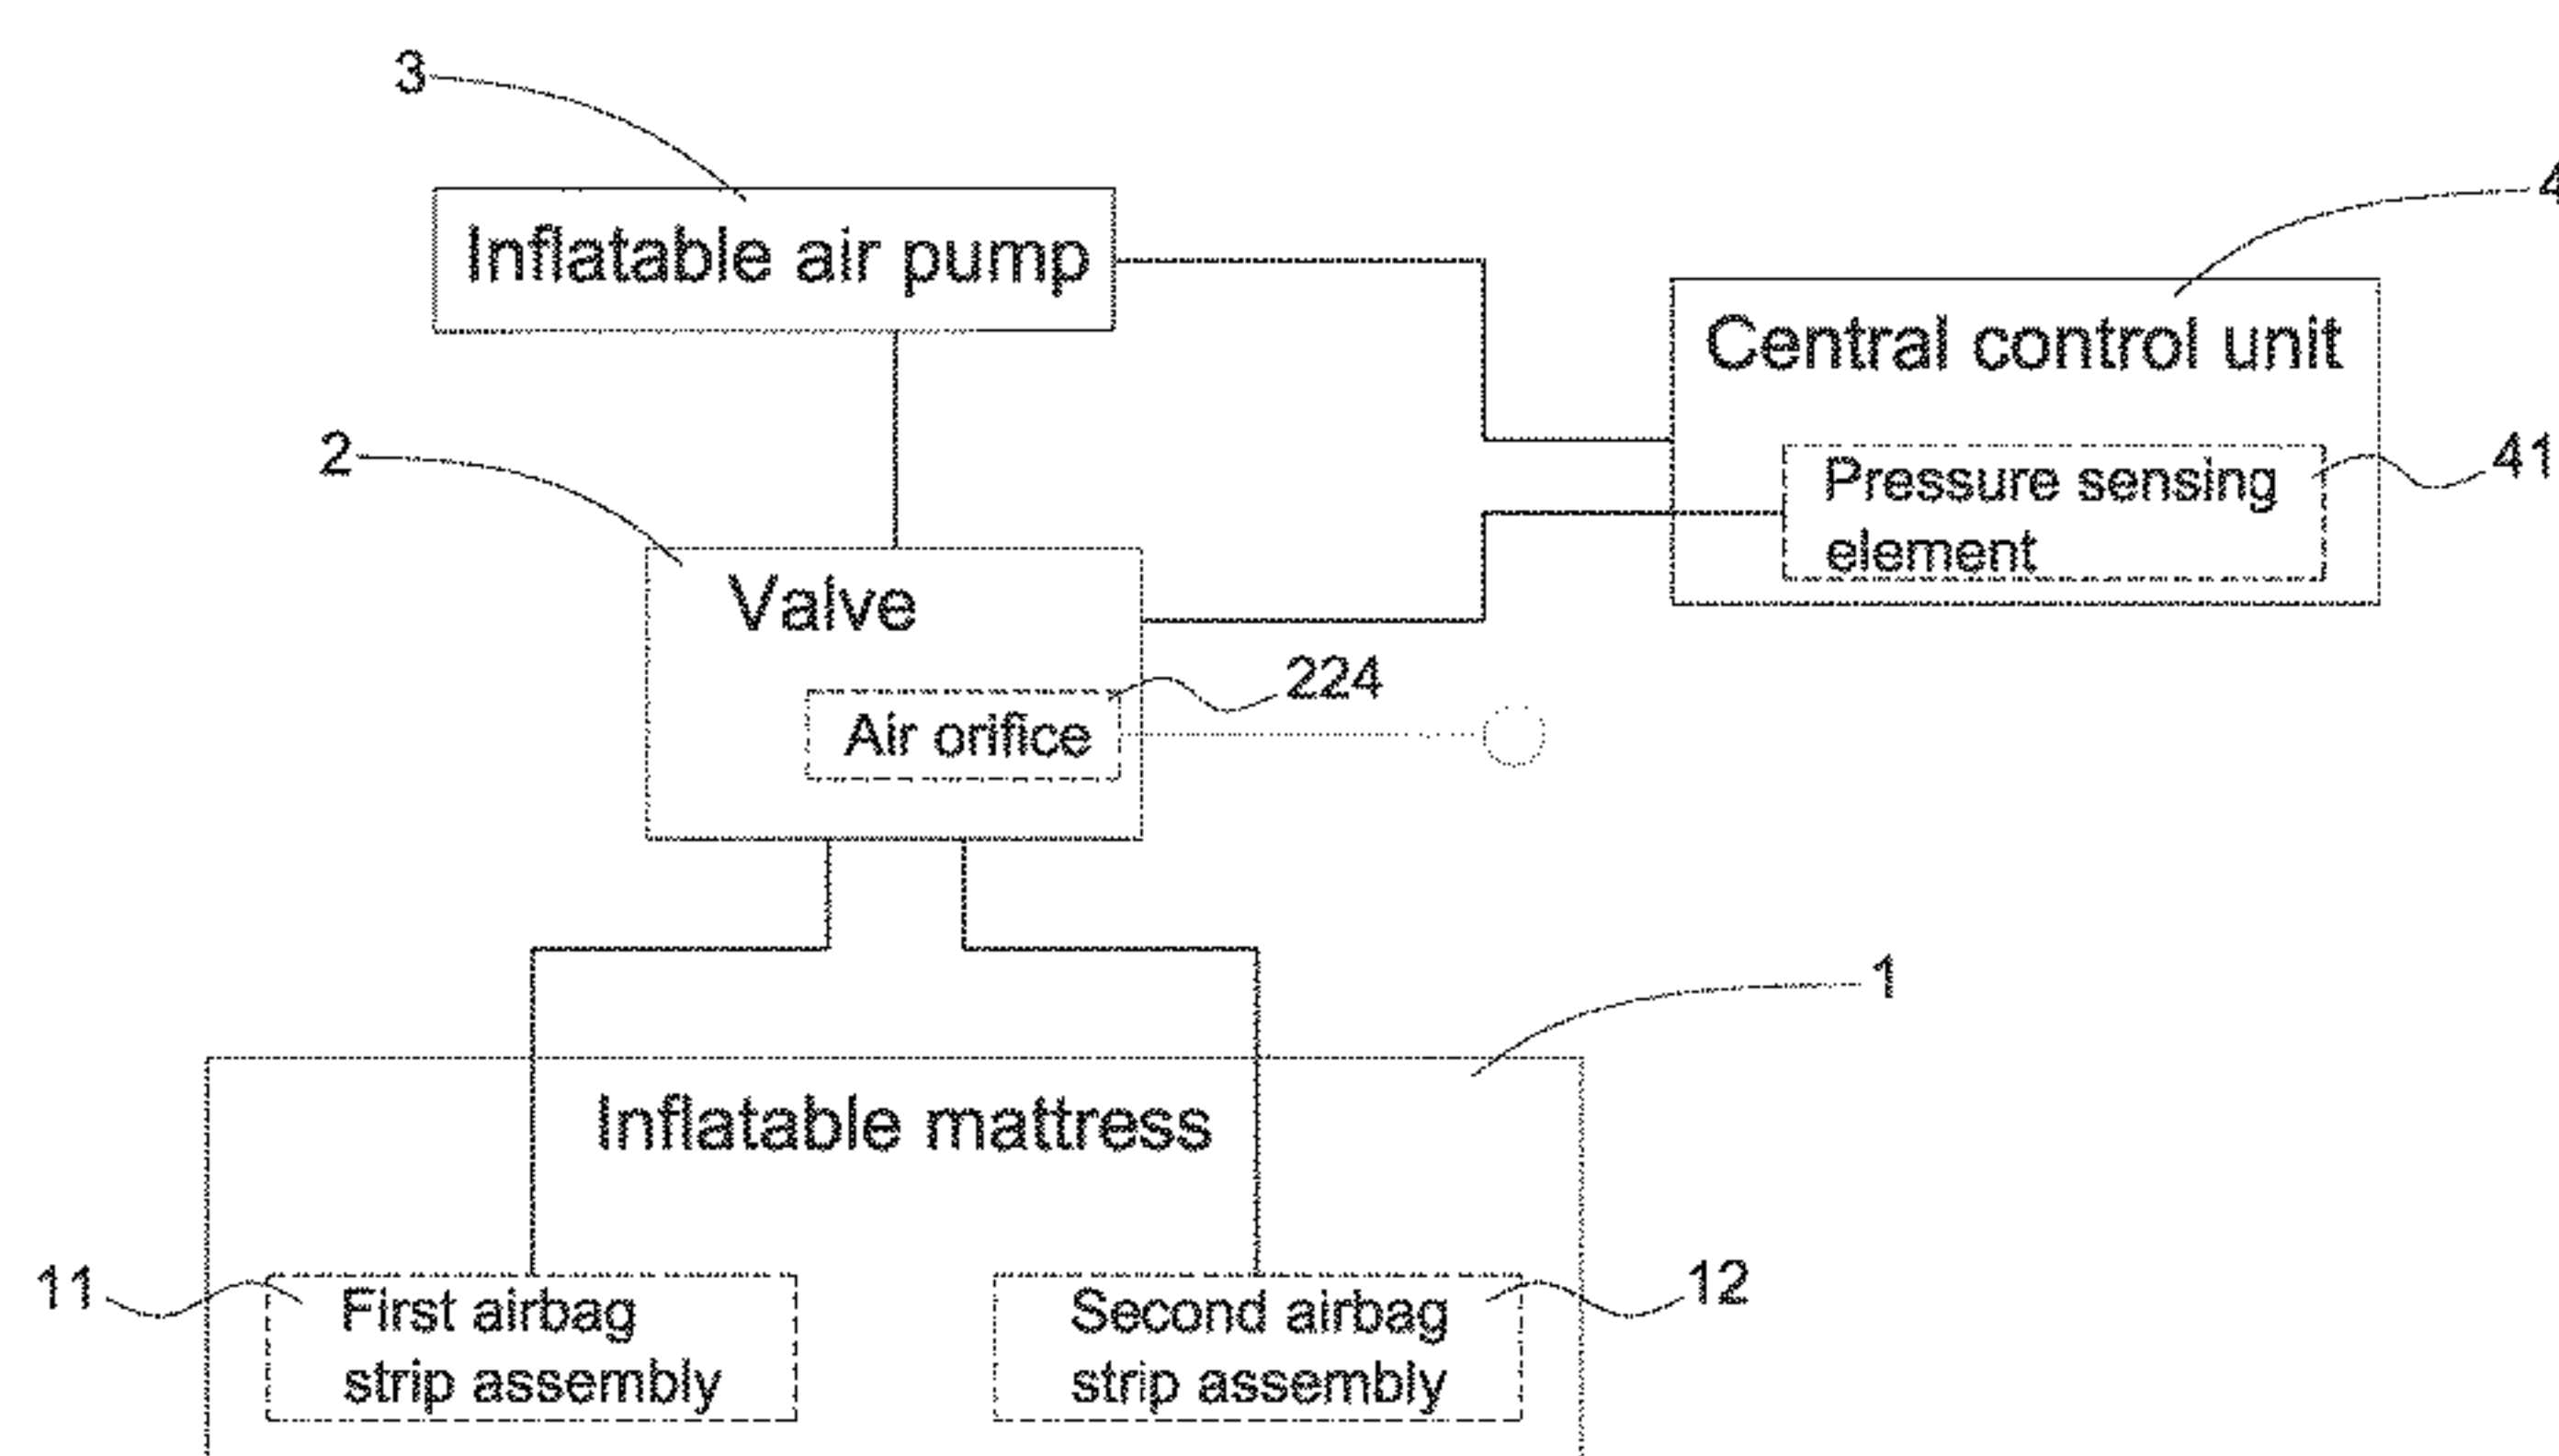 3
Inflatable air pump
4
Central control unit
2
Pressure sensing
element
41
Valve
224
Air orifice
1
Inflatable mattress
11
First airbag
strip assembly
Second airbag
strip assembly
12